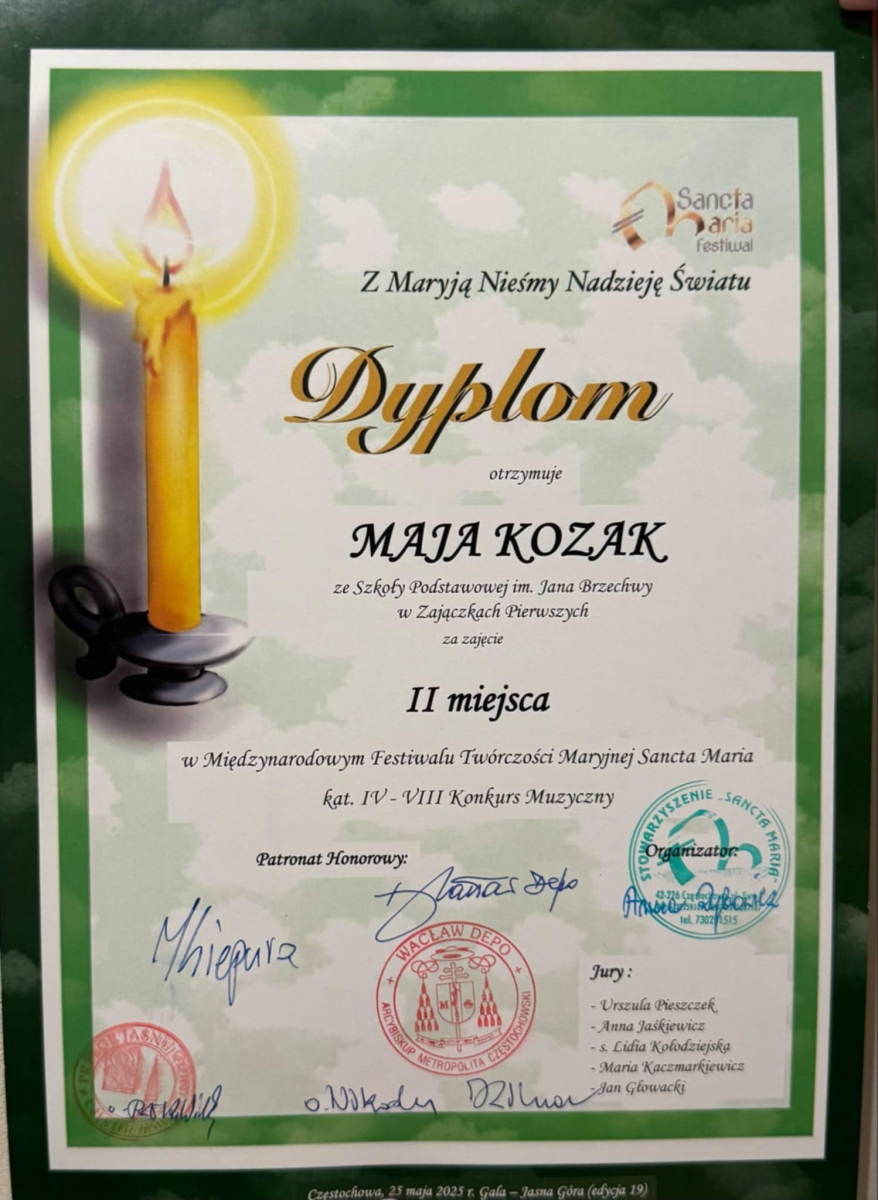 Sancta
Maria
Festiwal
Z Maryją Nieśmy Nadzieję Światu
Dyplom
otrzymuje
MAJA KOZAK
ze Szkoły Podstawowej im. Jana Brzechwy
w Zajączkach Pierwszych
za zajęcie
II miejsca
w Międzynarodowym Festiwalu Twórczości Maryjnej Sancta Maria
kat. IV - VIII Konkurs Muzyczny
STOWARZYSZENIE "SANCTA MARIA"
Patronat Honorowy:
Organizator:
+ Wacław Depo
Kiepura
WACŁAW DEPO
ARCYBISKUP METROPOLITA CZĘSTOCHOWSKI
Jury :
- Urszula Pieszczek
- Anna Jaśkiewicz
- s. Lidia Kołodziejska
- Maria Kaczmarkiewicz
- Jan Głowacki
Częstochowa, 25 maja 2025 r. Gala – Jasna Góra (edycja 19)